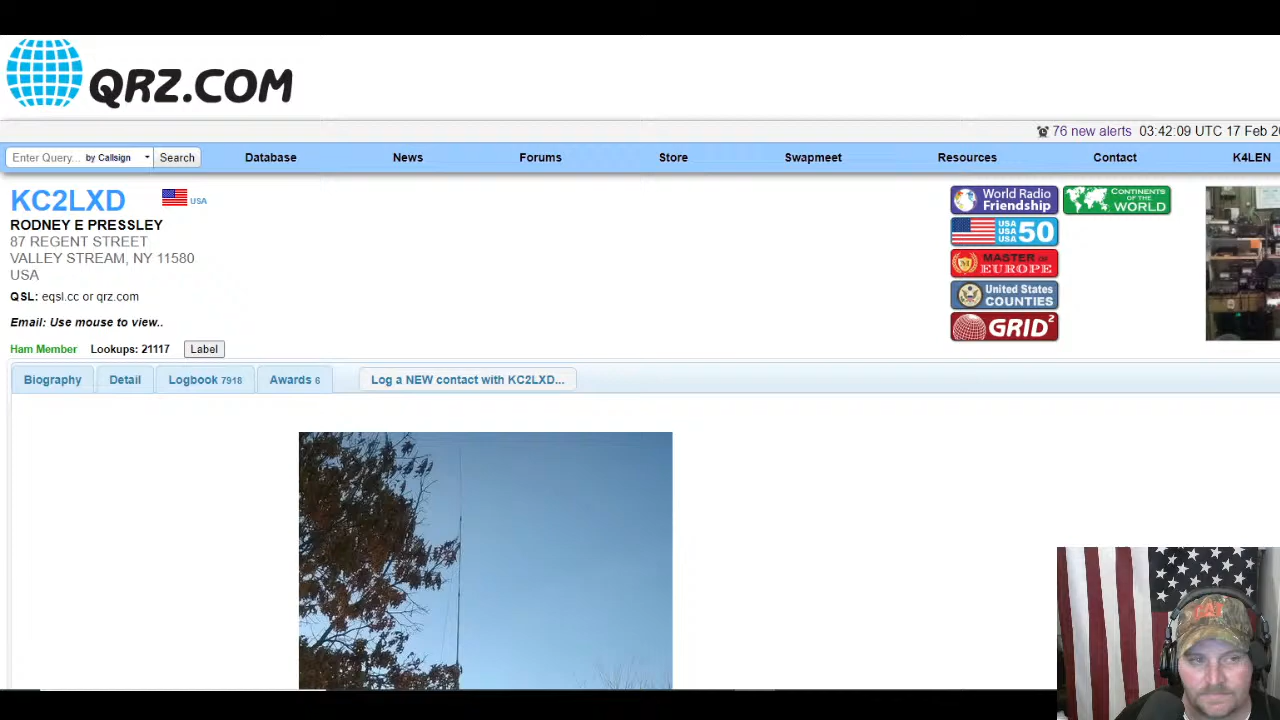 QRZ.COM
76 new alerts 03:42:09 UTC 17 Feb 20
Enter Query... by Callsign Search Database News Forums Store Swapmeet Resources Contact K4LEN
KC2LXD USA
RODNEY E PRESSLEY
87 REGENT STREET
VALLEY STREAM, NY 11580
USA
QSL: eqsl.cc or qrz.com
Email: Use mouse to view..
Ham Member Lookups: 21117 Label
World Radio
Friendship
CONTINENTS
OF THE
WORLD
USA
USA
USA
50
MASTER OF
EUROPE
United States
COUNTIES
GRID2
Biography Detail Logbook 7918 Awards 6 Log a NEW contact with KC2LXD...